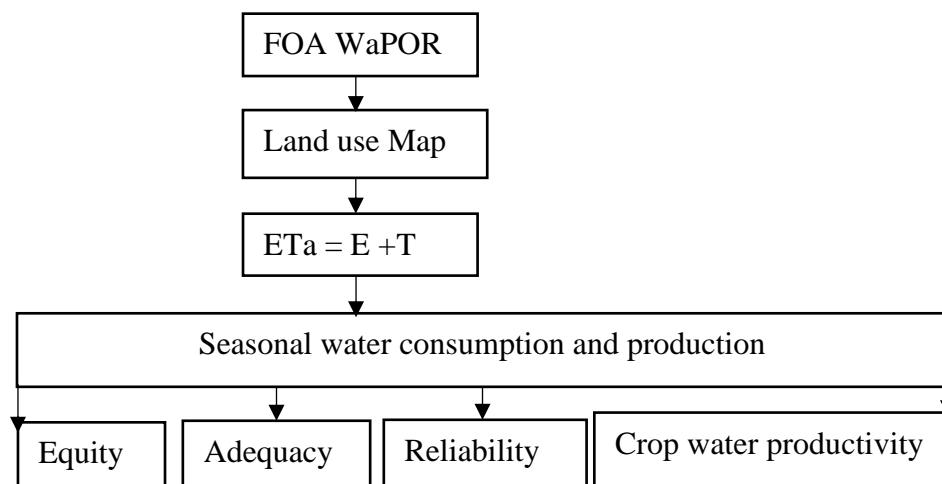 FOA WaPOR
Land use Map
ETa = E +T
Seasonal water consumption and production
Equity
Adequacy
Reliability
Crop water productivity